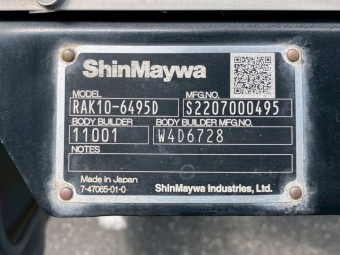 ShinMaywa
MODEL MFG.NO.
RAK10-6495D S2207000495
BODY BUILDER BODY BUILDER MFG.NO.
11001 W4D6728
NOTES
Made in Japan
7-47065-01-0 ShinMaywa Industries, Ltd.